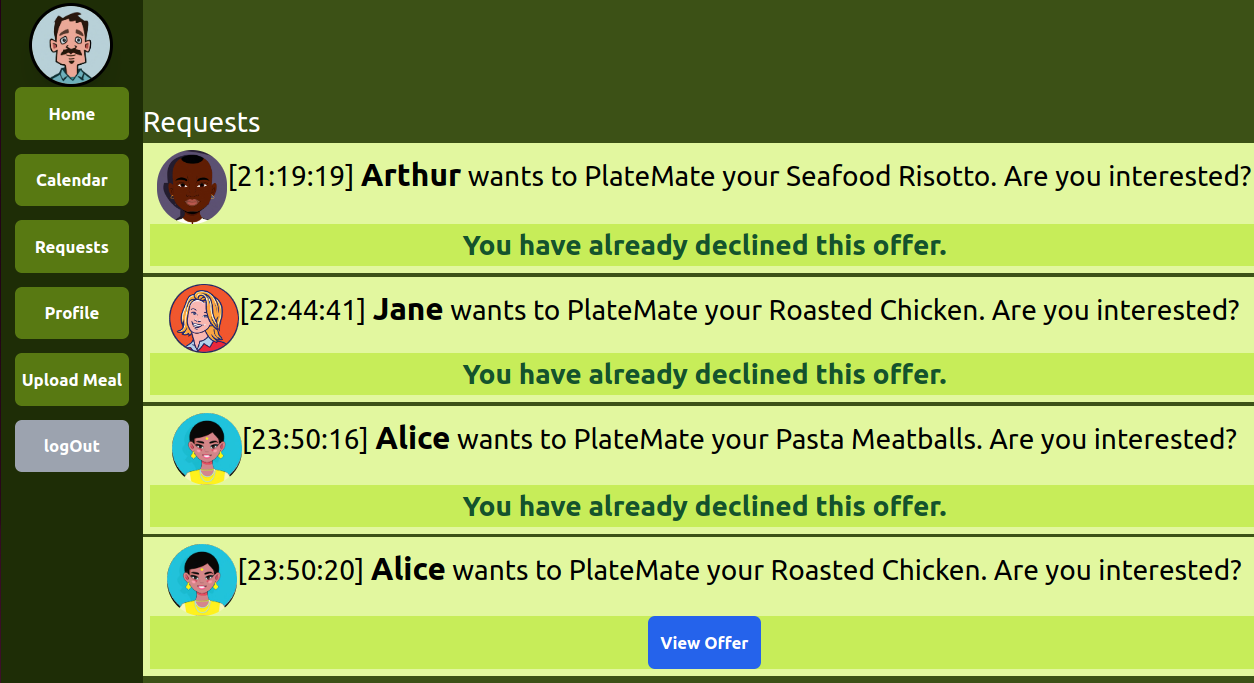 Home
Calendar
Requests
Profile
Upload Meal
logOut
Requests
[21:19:19] Arthur wants to PlateMate your Seafood Risotto. Are you interested?
You have already declined this offer.
[22:44:41] Jane wants to PlateMate your Roasted Chicken. Are you interested?
You have already declined this offer.
[23:50:16] Alice wants to PlateMate your Pasta Meatballs. Are you interested?
You have already declined this offer.
[23:50:20] Alice wants to PlateMate your Roasted Chicken. Are you interested?
View Offer